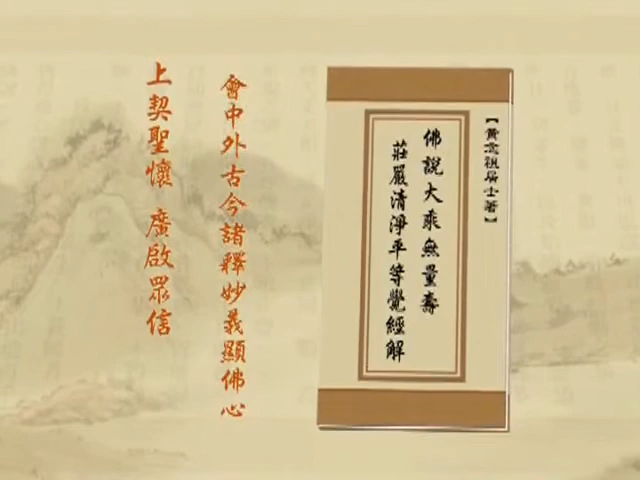 【黃念祖居士著】
佛說大乘無量壽
莊嚴清淨平等覺經解
會中外古今諸釋妙義顯佛心
上契聖懷 廣啟眾信